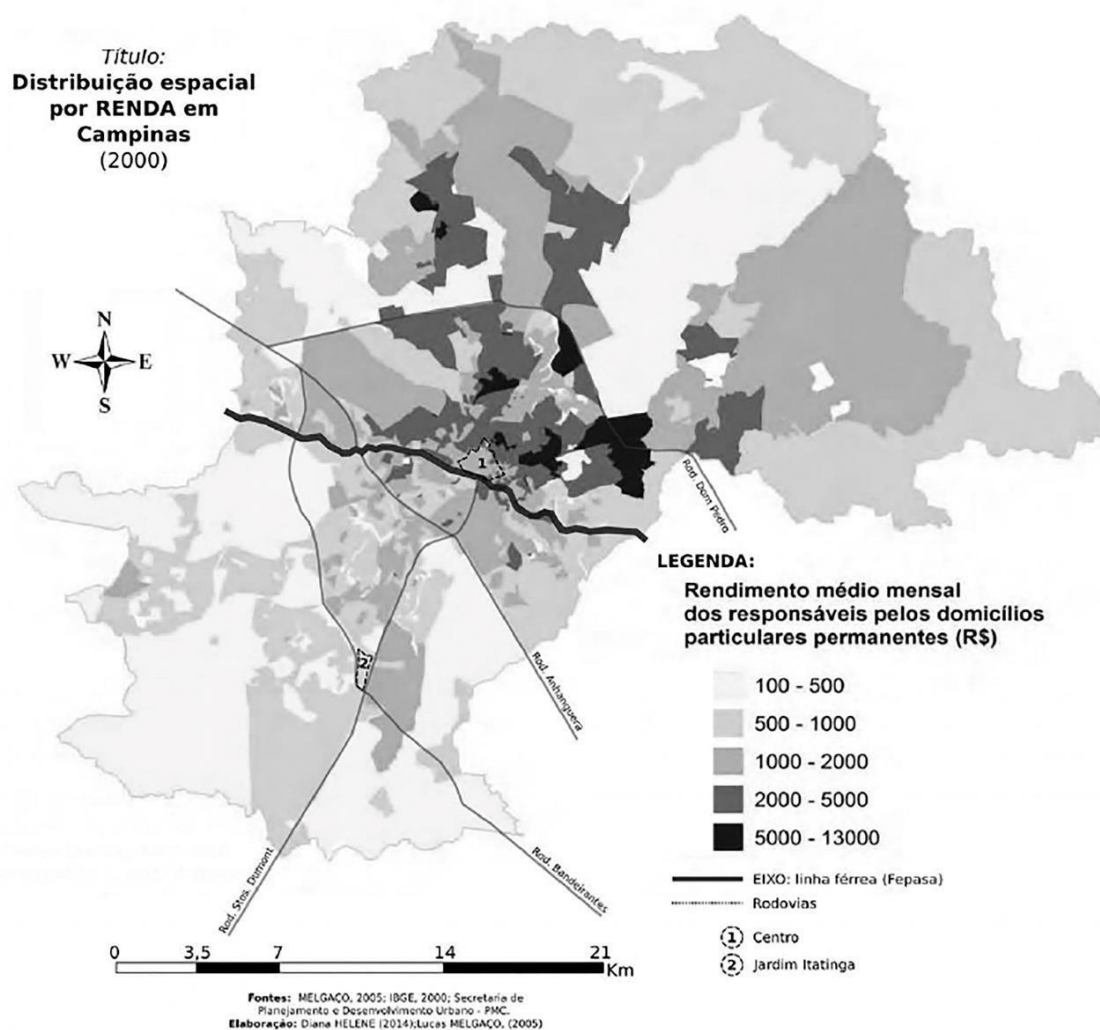 Título:
Distribuição espacial
por RENDA em
Campinas
(2000)
N
W E
S
1
2
Rod. Dom Pedro
Rod. Anhanguera
Rod. Bandeirantes
Rod. Stos. Dumont
LEGENDA:
Rendimento médio mensal
dos responsáveis pelos domicílios
particulares permanentes (R$)
100 - 500
500 - 1000
1000 - 2000
2000 - 5000
5000 - 13000
EIXO: linha férrea (Fepasa)
Rodovias
1 Centro
2 Jardim Itatinga
0 3,5 7 14 21
Km
Fontes: MELGAÇO, 2005; IBGE, 2000; Secretaria de
Planejamento e Desenvolvimento Urbano - PMC.
Elaboração: Diana HELENE (2014);Lucas MELGAÇO, (2005)